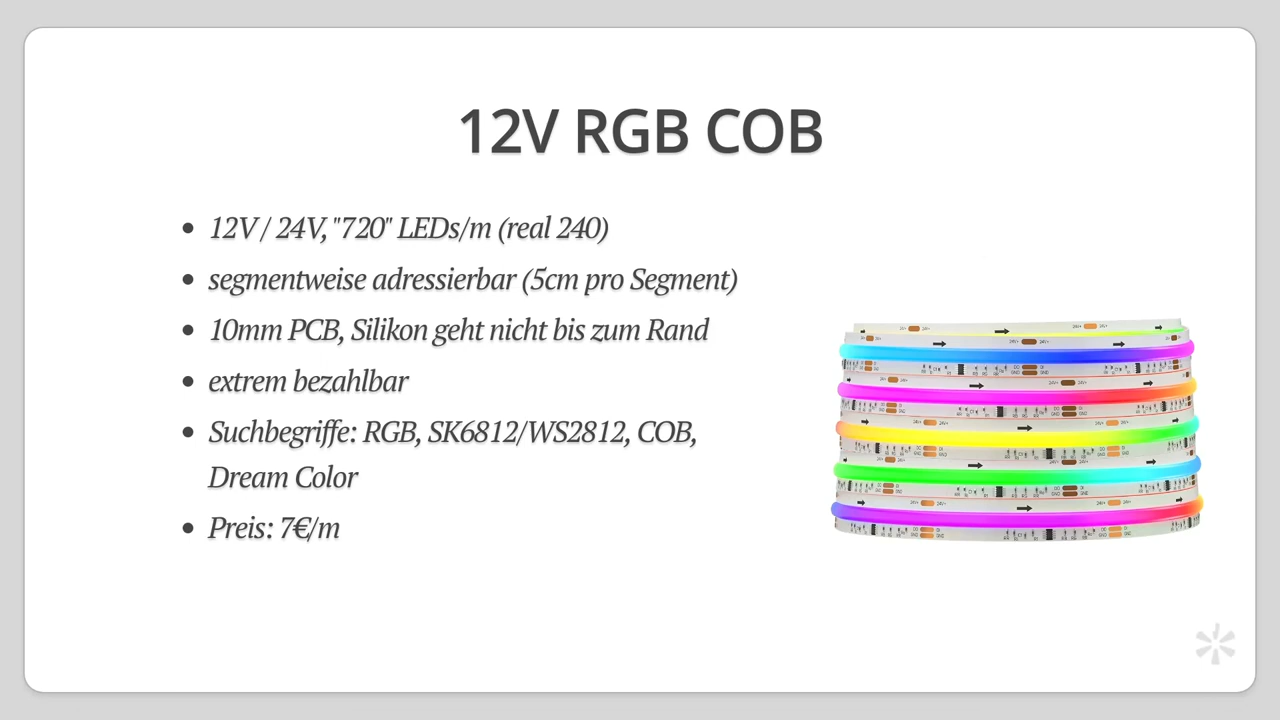 12V RGB COB
12V / 24V, "720" LEDs/m (real 240)
segmentweise adressierbar (5cm pro Segment)
10mm PCB, Silikon geht nicht bis zum Rand
extrem bezahlbar
Suchbegriffe: RGB, SK6812/WS2812, COB,
Dream Color
Preis: 7€/m